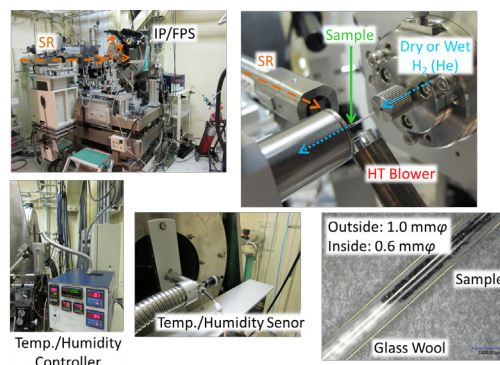 SR
IP/FPS
Sample
Dry or Wet
H₂ (He)
SR
HT Blower
Temp./Humidity
Controller
Temp./Humidity Senor
Outside: 1.0 mmφ
Inside: 0.6 mmφ
Sample
Glass Wool